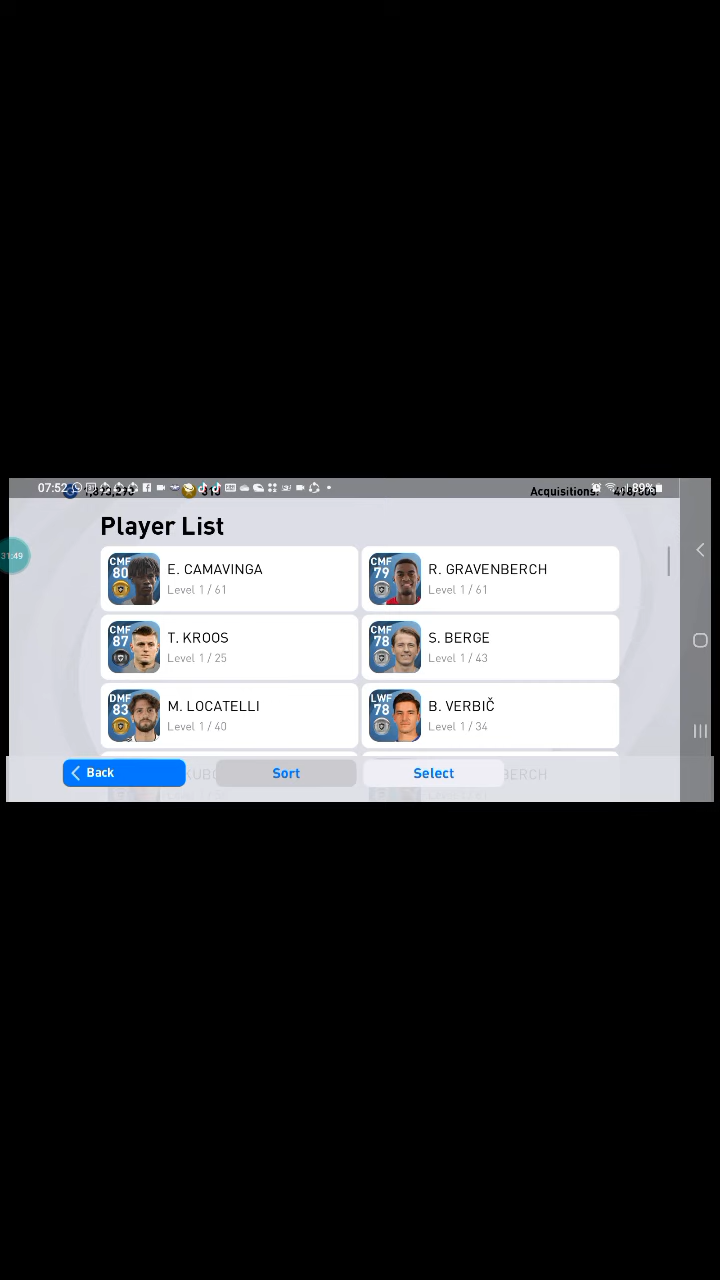 07:52
89%
Acquisitions:
Player List
31:49
CMF
80
E. CAMAVINGA
Level 1 / 61
CMF
79
R. GRAVENBERCH
Level 1 / 61
CMF
87
T. KROOS
Level 1 / 25
CMF
78
S. BERGE
Level 1 / 43
DMF
83
M. LOCATELLI
Level 1 / 40
LWF
78
B. VERBIČ
Level 1 / 34
Back
Sort
Select